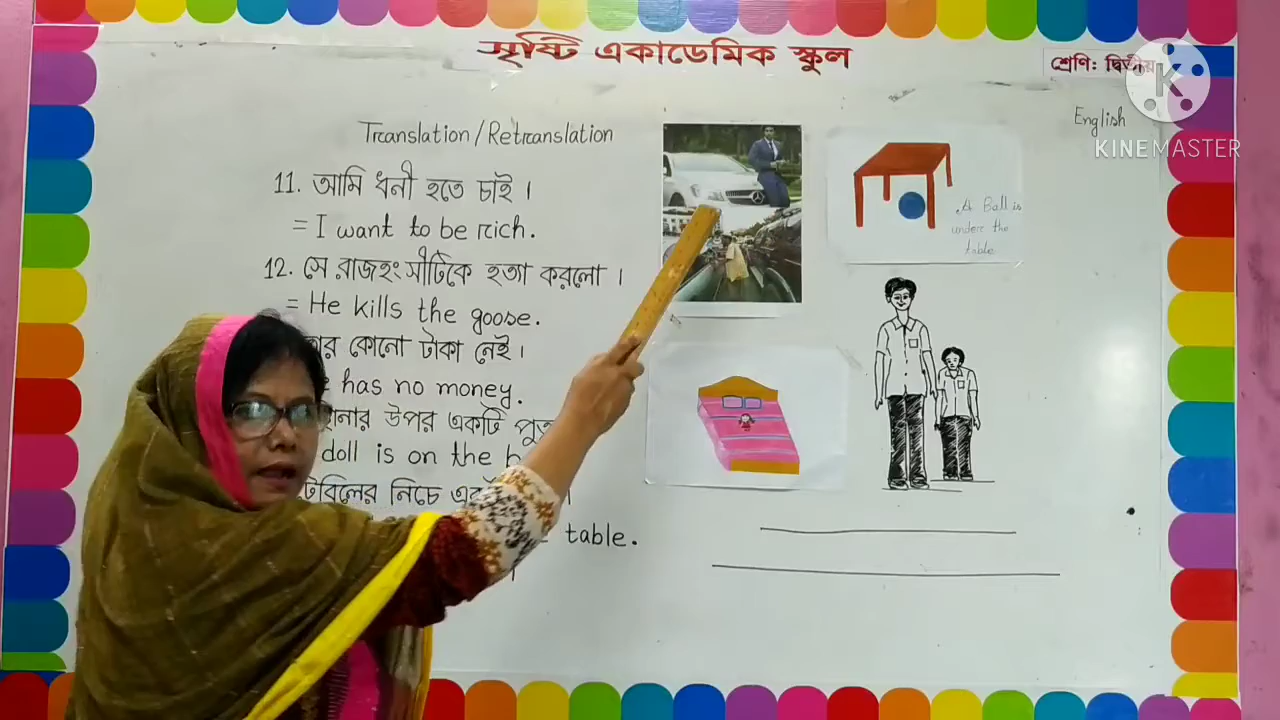 সৃষ্টি একাডেমিক স্কুল
শ্রেণি: দ্বিতীয়
K
KINEMASTER
English
Translation/Retranslation
11. আমি ধনী হতে চাই।
= I want to be rich.
12. সে রাজহংসীটিকে হত্যা করলো।
= He kills the goose.
কোনো টাকা নেই।
has no money.
উপর একটি
doll is on the
টেবিলের নিচে
table.
A Ball is
under the
table